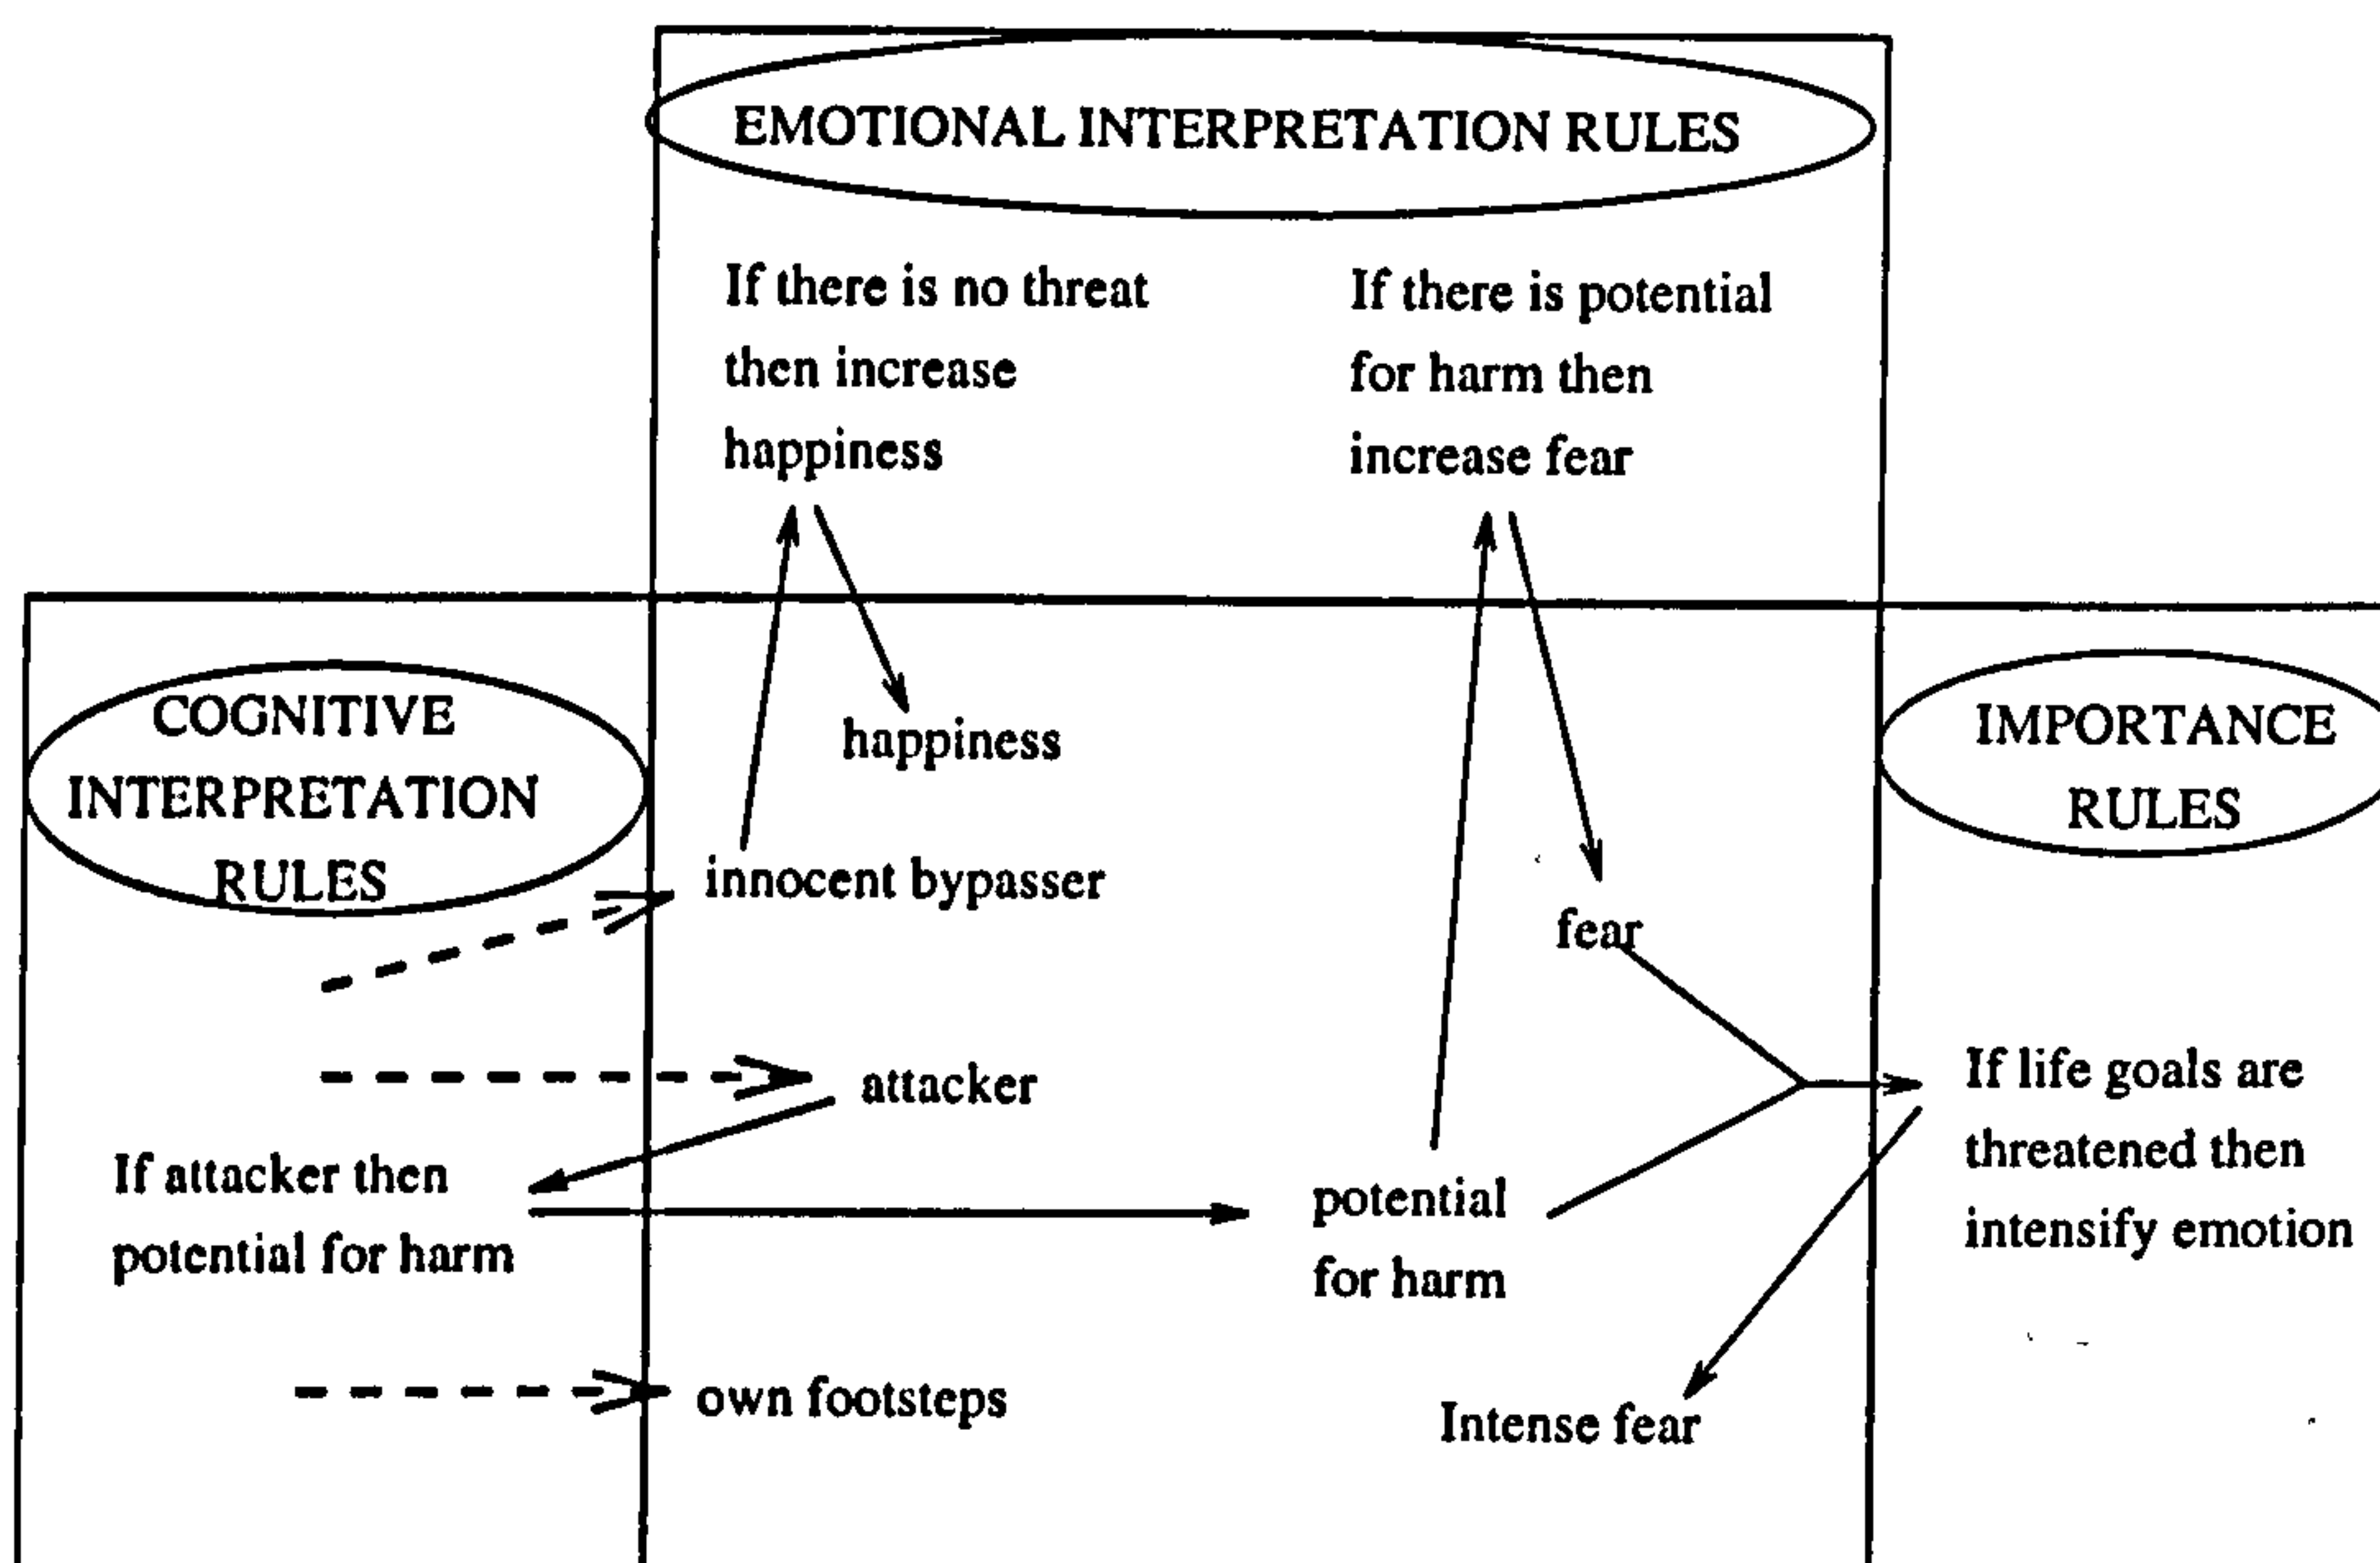 EMOTIONAL INTERPRETATION RULES
If there is no threat
then increase
happiness
If there is potential
for harm then
increase fear
COGNITIVE
INTERPRETATION
RULES
happiness
innocent bypasser
fear
IMPORTANCE
RULES
attacker
If attacker then
potential for harm
potential
for harm
If life goals are
threatened then
intensify emotion
own footsteps
Intense fear